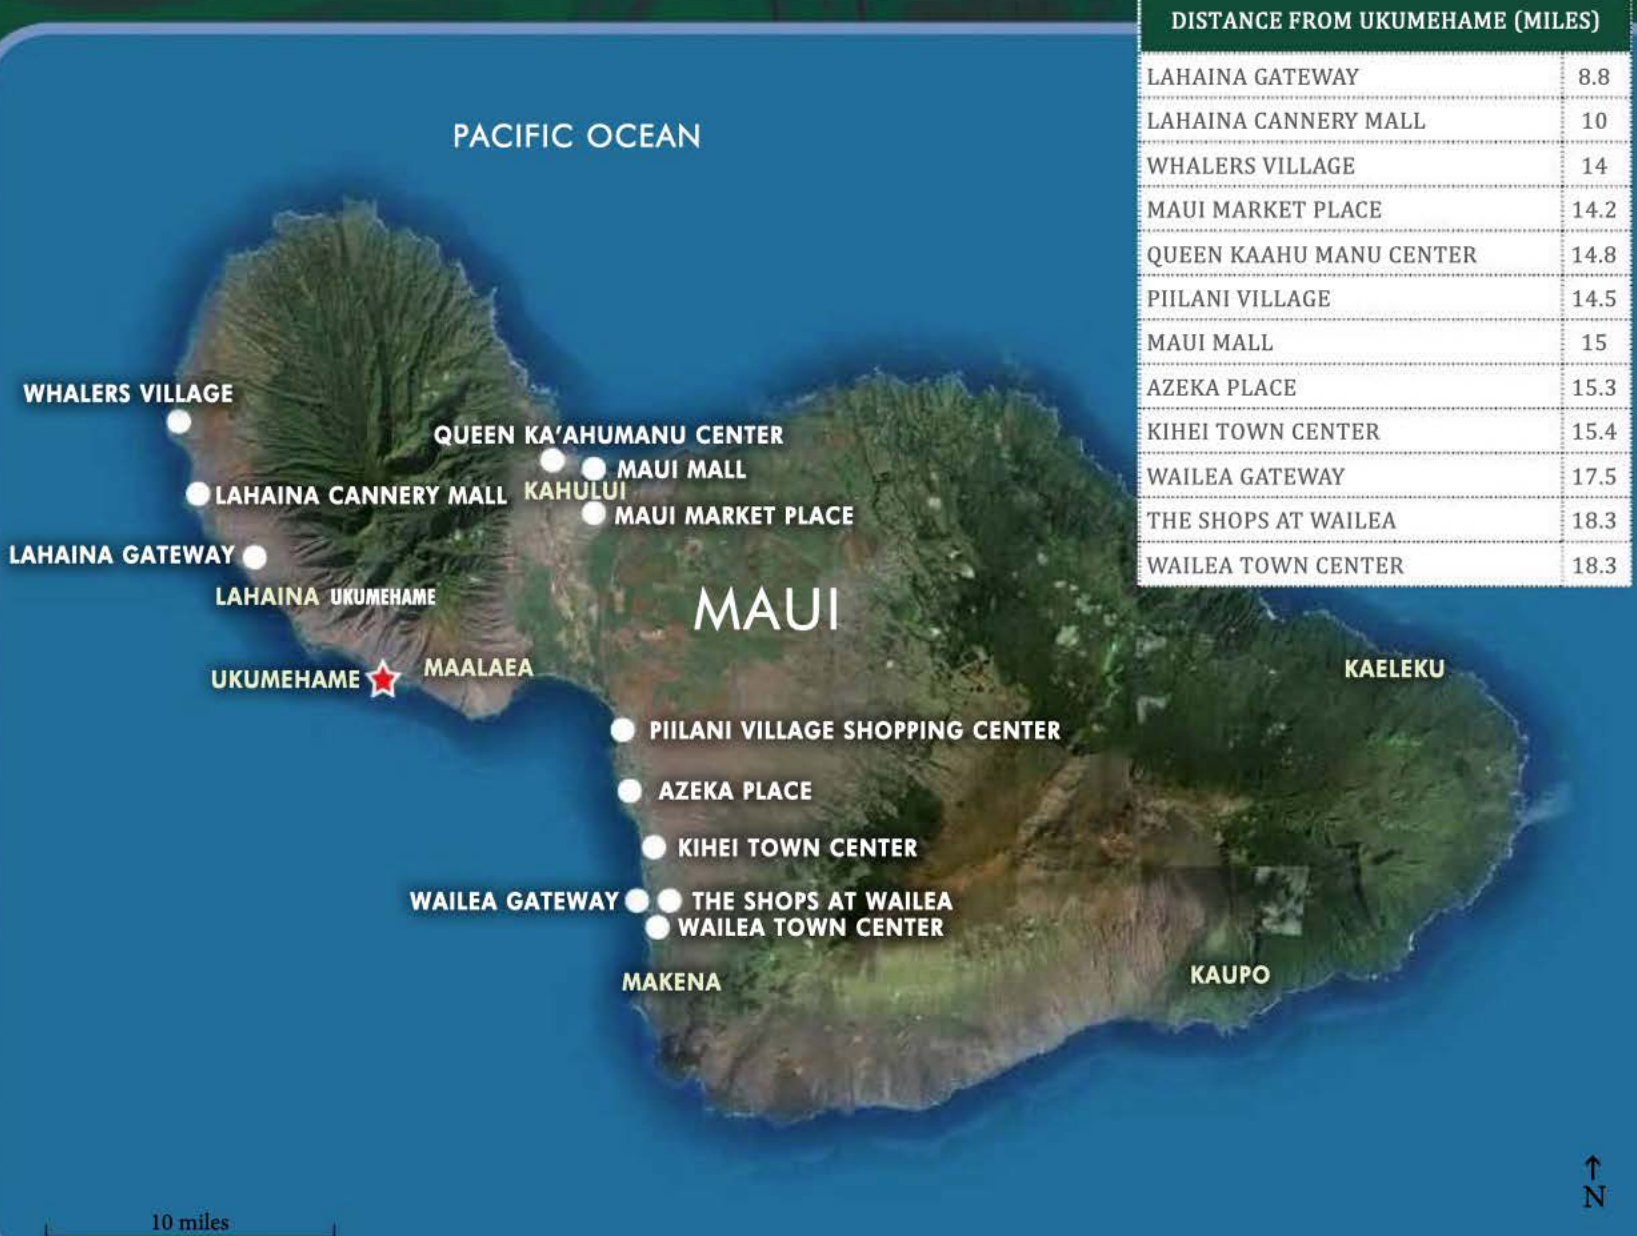 DISTANCE FROM UKUMEHAME (MILES)
LAHAINA GATEWAY 8.8
LAHAINA CANNERY MALL 10
WHALERS VILLAGE 14
MAUI MARKET PLACE 14.2
QUEEN KAAHU MANU CENTER 14.8
PIILANI VILLAGE 14.5
MAUI MALL 15
AZEKA PLACE 15.3
KIHEI TOWN CENTER 15.4
WAILEA GATEWAY 17.5
THE SHOPS AT WAILEA 18.3
WAILEA TOWN CENTER 18.3
PACIFIC OCEAN
WHALERS VILLAGE
QUEEN KA'AHUMANU CENTER
MAUI MALL
LAHAINA CANNERY MALL
KAHULUI
MAUI MARKET PLACE
LAHAINA GATEWAY
LAHAINA
UKUMEHAME
MAUI
UKUMEHAME
MAALAEA
KAELEKU
PIILANI VILLAGE SHOPPING CENTER
AZEKA PLACE
KIHEI TOWN CENTER
WAILEA GATEWAY
THE SHOPS AT WAILEA
WAILEA TOWN CENTER
MAKENA
KAUPO
N
10 miles